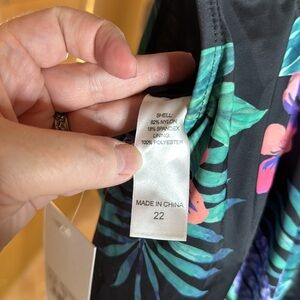 SHELL:
82% NYLON
18% SPANDEX
LINING:
100% POLYESTER
MADE IN CHINA
22